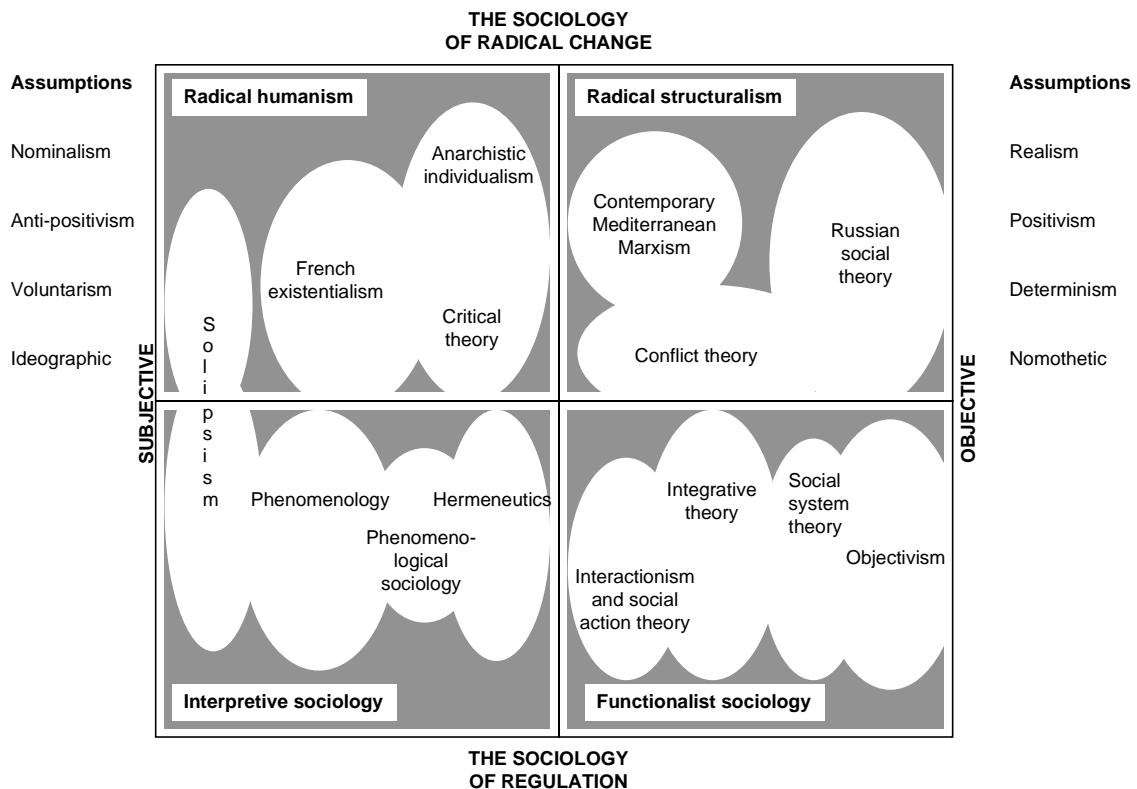 THE SOCIOLOGY
OF RADICAL CHANGE
Assumptions
Nominalism
Anti-positivism
Voluntarism
Ideographic
SUBJECTIVE
Radical humanism
Anarchistic
individualism
French
existentialism
Critical
theory
Solipsism
Radical structuralism
Contemporary
Mediterranean
Marxism
Russian
social
theory
Conflict theory
Assumptions
Realism
Positivism
Determinism
Nomothetic
OBJECTIVE
Phenomenology
Hermeneutics
Phenomeno-
logical
sociology
Interpretive sociology
Integrative
theory
Social
system
theory
Objectivism
Interactionism
and social
action theory
Functionalist sociology
THE SOCIOLOGY
OF REGULATION